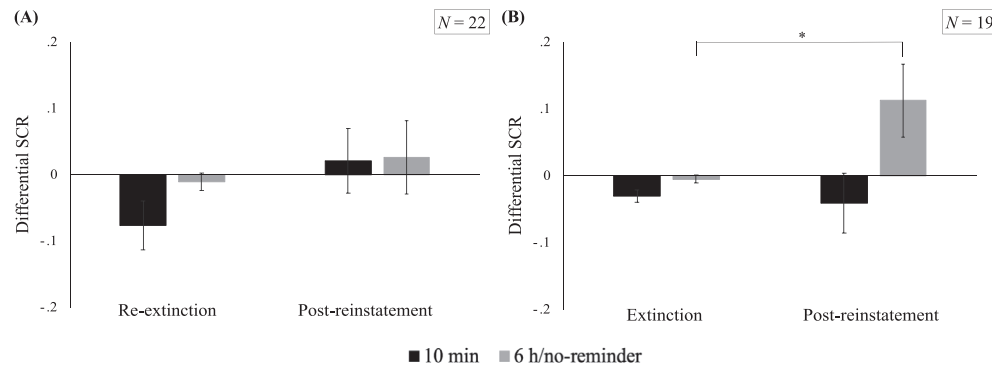 (A)
N = 22
.2
.1
0
-.1
-.2
Differential SCR
Re-extinction
Post-reinstatement
(B)
N = 19
*
.2
.1
0
-.1
-.2
Differential SCR
Extinction
Post-reinstatement
10 min
6 h/no-reminder